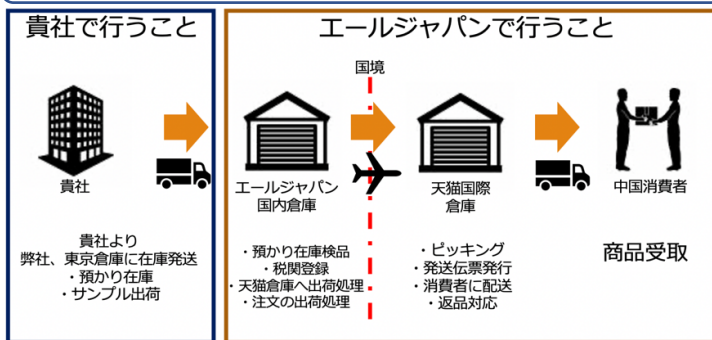 貴社で行うこと
エールジャパンで行うこと
国境
貴社
エールジャパン
国内倉庫
天猫国際
倉庫
中国消費者
貴社より
弊社、東京倉庫に在庫発送
・預かり在庫
・サンプル出荷
・預かり在庫検品
・税関登録
・天猫倉庫へ出荷処理
・注文の出荷処理
・ピッキング
・発送伝票発行
・消費者に配送
・返品対応
商品受取